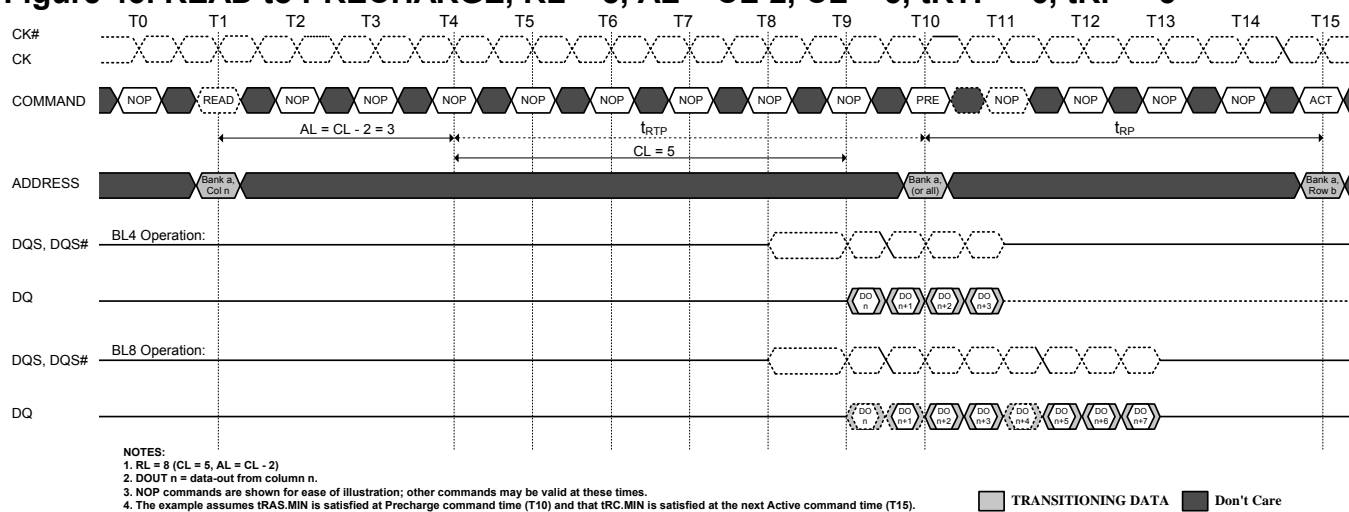 T0 T1 T2 T3 T4 T5 T6 T7 T8 T9 T10 T11 T12 T13 T14 T15
CK#
CK
COMMAND NOP READ NOP NOP NOP NOP NOP NOP NOP NOP PRE NOP NOP NOP NOP ACT
AL = CL - 2 = 3 tRTP tRP
CL = 5
ADDRESS Bank a, Col n Bank a, (or all) Bank a, Row b
BL4 Operation:
DQS, DQS#
DQ DO n DO n+1 DO n+2 DO n+3
BL8 Operation:
DQS, DQS#
DQ DO n DO n+1 DO n+2 DO n+3 DO n+4 DO n+5 DO n+6 DO n+7
NOTES:
1. RL = 8 (CL = 5, AL = CL - 2)
2. DOUT n = data-out from column n.
3. NOP commands are shown for ease of illustration; other commands may be valid at these times.
4. The example assumes tRAS.MIN is satisfied at Precharge command time (T10) and that tRC.MIN is satisfied at the next Active command time (T15).
TRANSITIONING DATA Don't Care